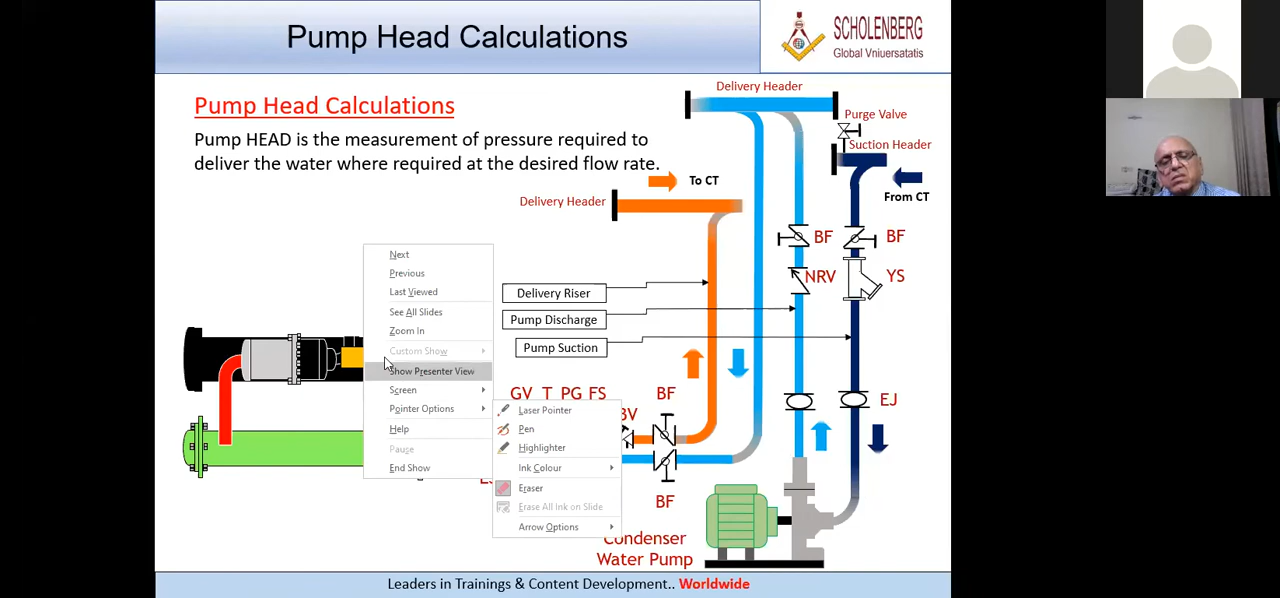 Pump Head Calculations
SCHOLENBERG
Global Vniuersatatis
Pump Head Calculations
Pump HEAD is the measurement of pressure required to
deliver the water where required at the desired flow rate.
Delivery Header
Purge Valve
Suction Header
To CT
From CT
Delivery Header
BF
BF
NRV
YS
Delivery Riser
Pump Discharge
Pump Suction
Next
Previous
Last Viewed
See All Slides
Zoom In
Custom Show
Show Presenter View
Screen
Pointer Options
Help
Pause
End Show
GV T PG FS
BF
BV
EJ
Laser Pointer
Pen
Highlighter
Ink Colour
Eraser
Erase All Ink on Slide
Arrow Options
BF
Condenser
Water Pump
Leaders in Trainings & Content Development.. Worldwide